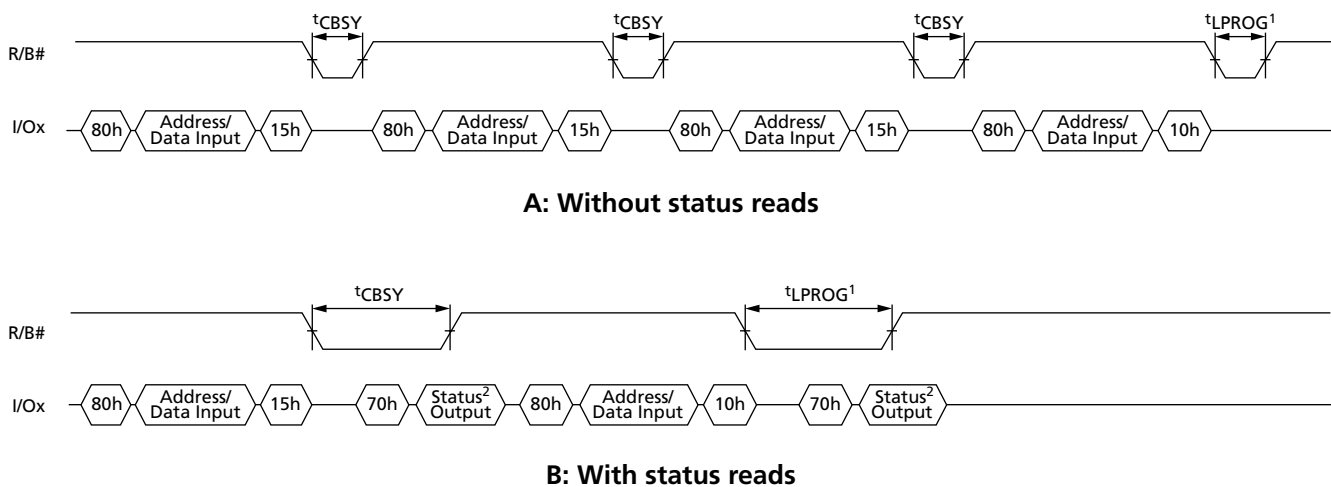 tCBSY tCBSY tCBSY tLPROG1
R/B#
I/Ox 80h Address/ Data Input 15h 80h Address/ Data Input 15h 80h Address/ Data Input 15h 80h Address/ Data Input 10h
A: Without status reads
tCBSY tLPROG1
R/B#
I/Ox 80h Address/ Data Input 15h 70h Status2 Output 80h Address/ Data Input 10h 70h Status2 Output
B: With status reads